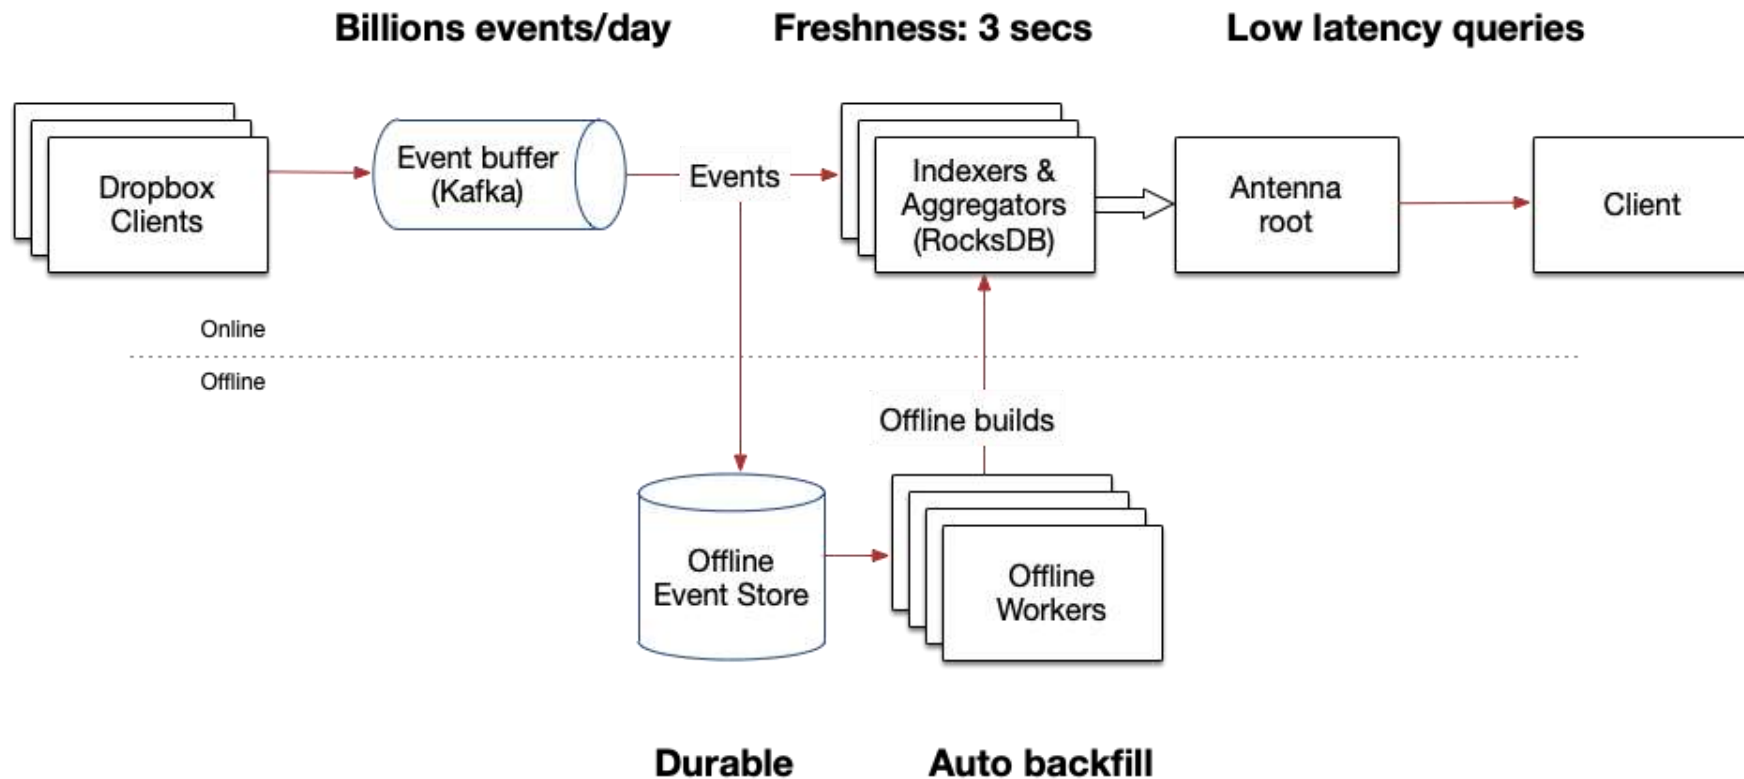 Billions events/day
Freshness: 3 secs
Low latency queries
Dropbox
Clients
Event buffer
(Kafka)
Events
Indexers &
Aggregators
(RocksDB)
Antenna
root
Client
Online
Offline
Offline builds
Offline
Event Store
Offline
Workers
Durable
Auto backfill